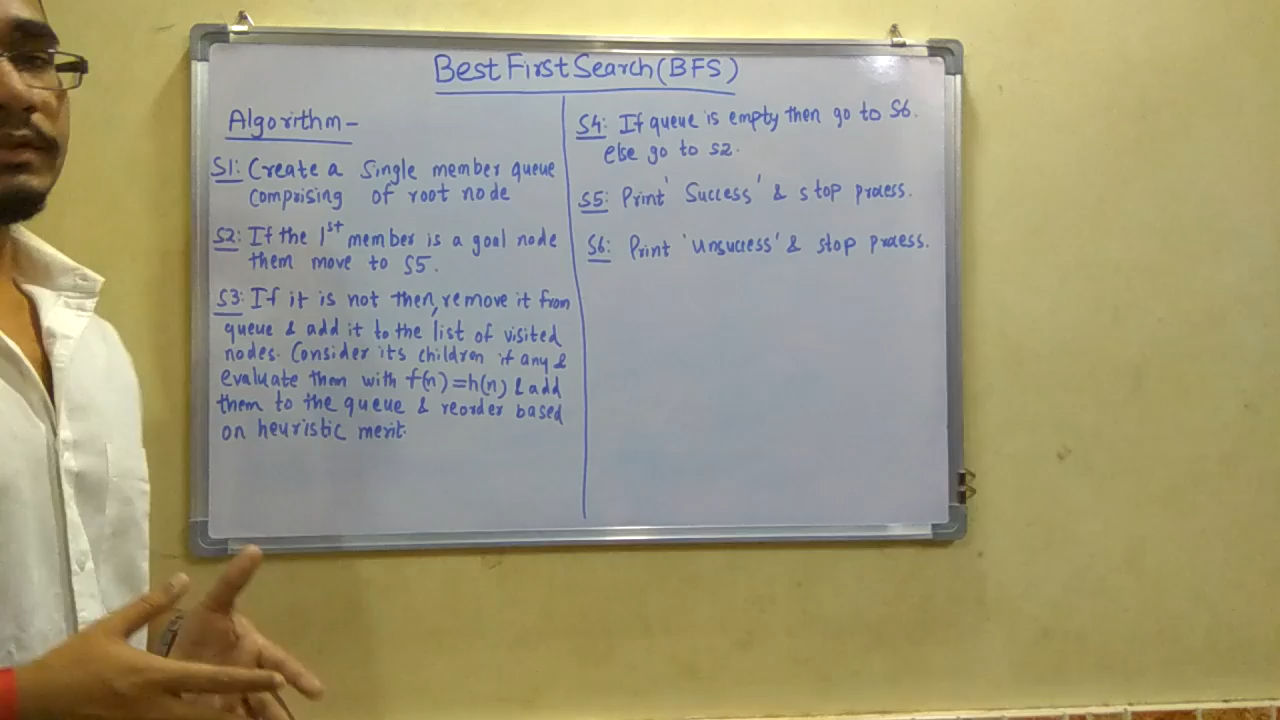 Best First Search (BFS)
Algorithm-
S1: Create a Single member queue
comprising of root node
S2: If the 1st member is a goal node
them move to S5.
S3: If it is not then, remove it from
queue & add it to the list of visited
nodes. Consider its children if any &
evaluate them with f(n)=h(n) & add
them to the queue & reorder based
on heuristic merit.
S4: If queue is empty then go to S6.
else go to S2.
S5: Print 'Success' & stop process.
S6: Print 'unsuccess' & stop process.